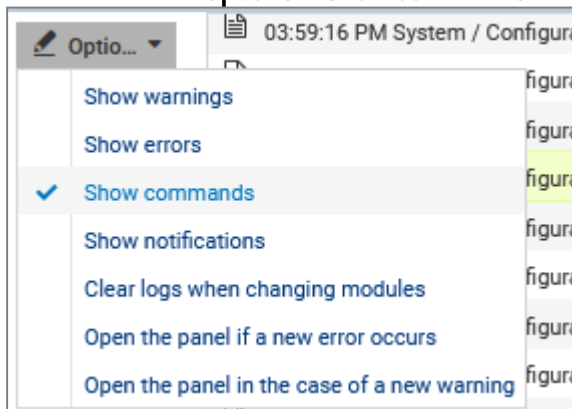 Optio...
03:59:16 PM System / Configura
figura
Show warnings
figura
Show errors
figura
Show commands
figura
Show notifications
figura
Clear logs when changing modules
figura
Open the panel if a new error occurs
figura
Open the panel in the case of a new warning